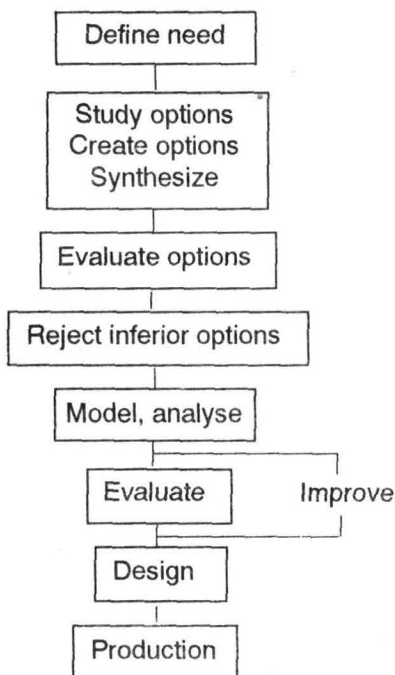 Define need
Study options
Create options
Synthesize
Evaluate options
Reject inferior options
Model, analyse
Evaluate
Improve
Design
Production